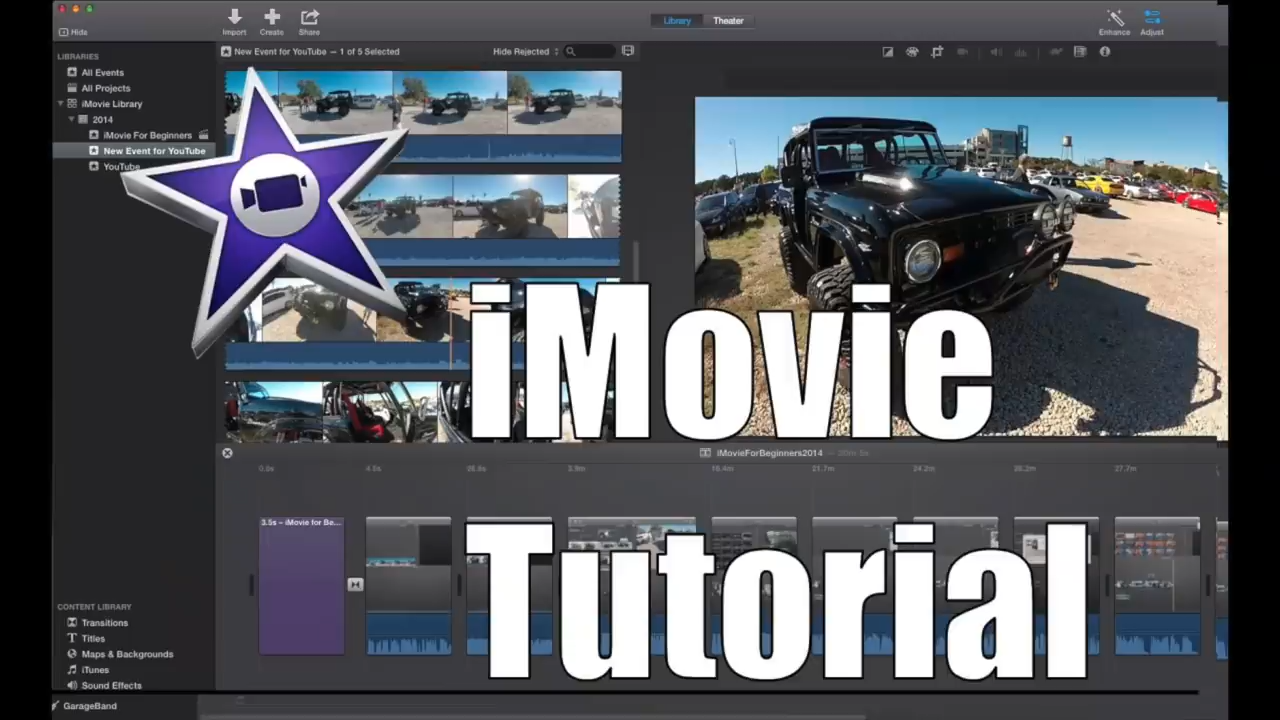 Hide
Import
Create
Share
Library
Theater
Enhance
Adjust
LIBRARIES
All Events
All Projects
iMovie Library
2014
iMovie For Beginners
New Event for YouTube
YouTube
New Event for YouTube — 1 of 5 Selected
Hide Rejected
iMovie
Tutorial
iMovieForBeginners2014 —
0.0s
3.5s – iMovie for Be...
CONTENT LIBRARY
Transitions
Titles
Maps & Backgrounds
iTunes
Sound Effects
GarageBand